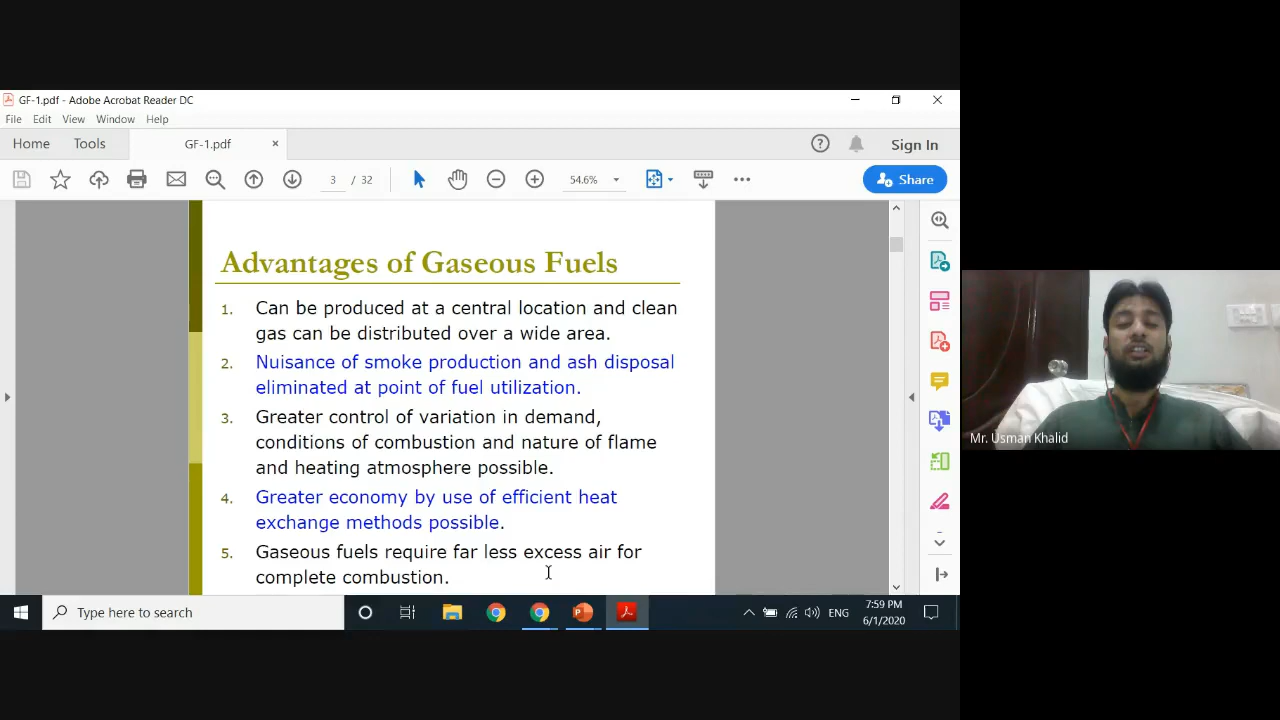 GF-1.pdf - Adobe Acrobat Reader DC
File Edit View Window Help
Home Tools GF-1.pdf × Sign In
3 / 32 54.6% Share
Advantages of Gaseous Fuels
1. Can be produced at a central location and clean
gas can be distributed over a wide area.
2. Nuisance of smoke production and ash disposal
eliminated at point of fuel utilization.
3. Greater control of variation in demand,
conditions of combustion and nature of flame
and heating atmosphere possible.
4. Greater economy by use of efficient heat
exchange methods possible.
5. Gaseous fuels require far less excess air for
complete combustion.
Mr. Usman Khalid
Type here to search
ENG
7:59 PM
6/1/2020